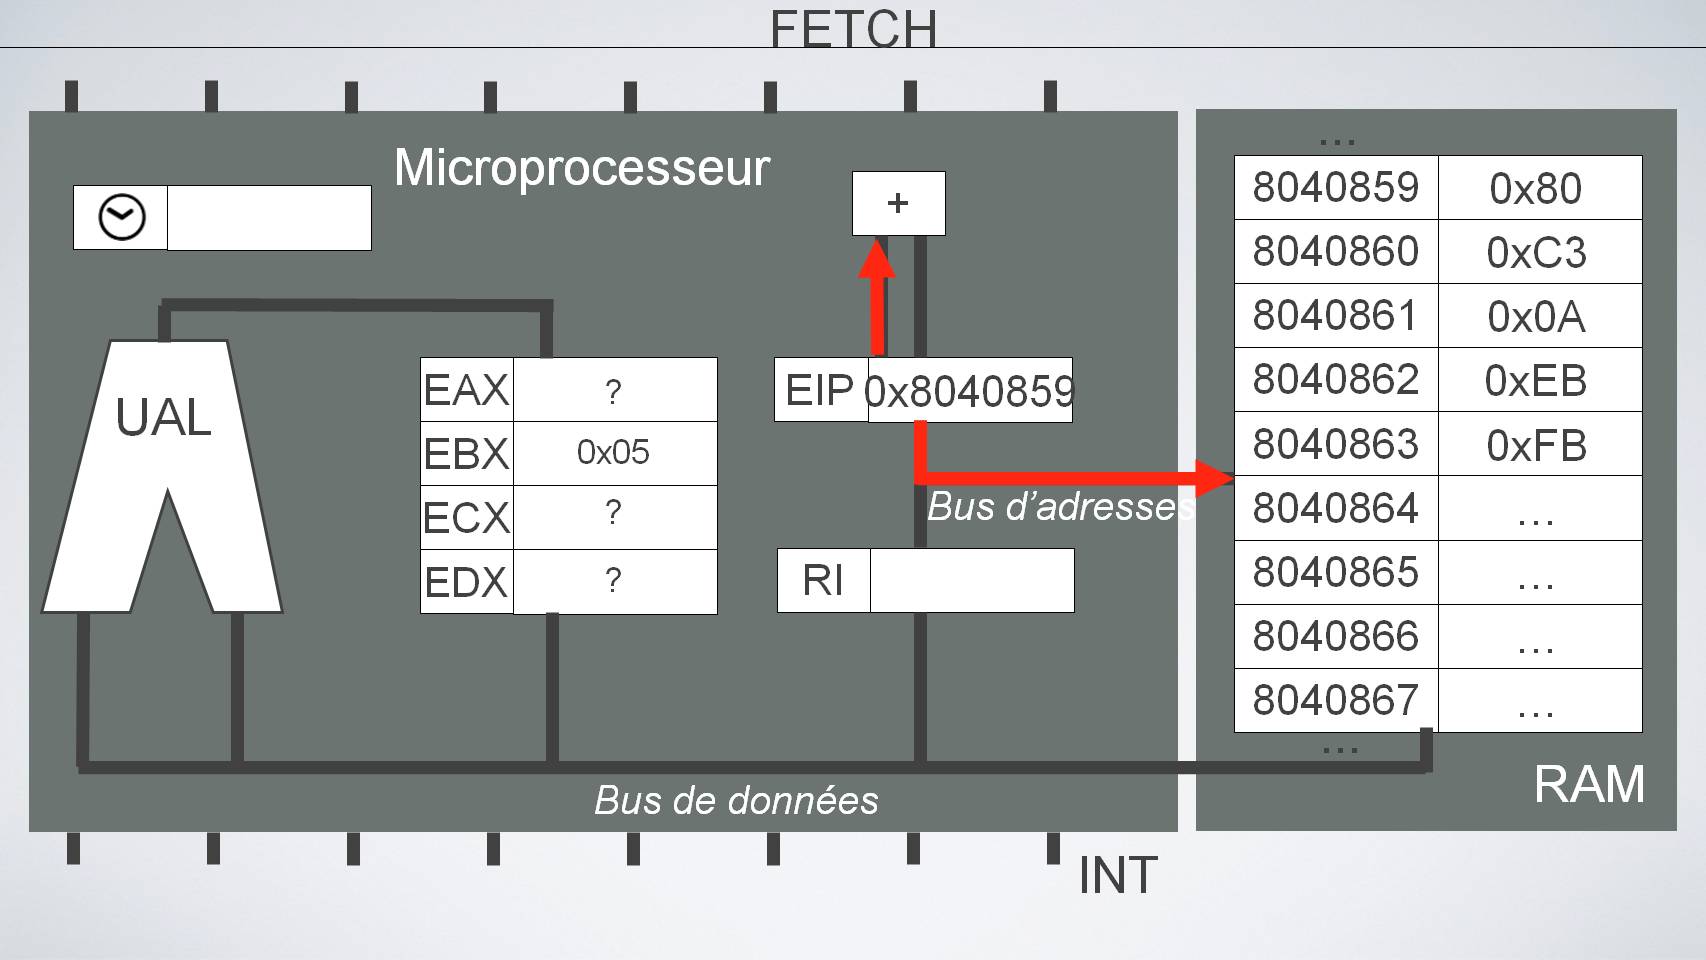 FETCH
Microprocesseur
+
UAL
EAX ?
EBX 0x05
ECX ?
EDX ?
EIP 0x8040859
Bus d’adresses
RI
Bus de données
INT
...
8040859 0x80
8040860 0xC3
8040861 0x0A
8040862 0xEB
8040863 0xFB
8040864 ...
8040865 ...
8040866 ...
8040867 ...
...
RAM